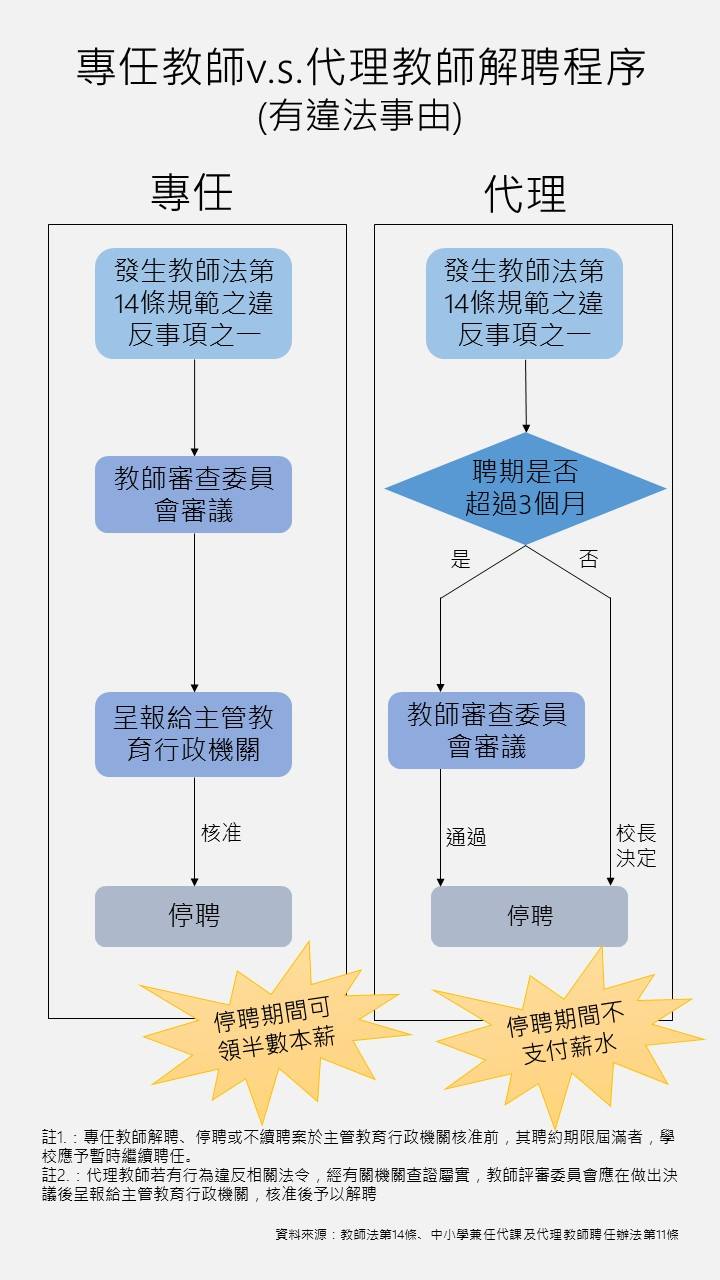 專任教師v.s.代理教師解聘程序
(有違法事由)
專任
發生教師法第
14條規範之違
反事項之一
教師審查委員
會審議
呈報給主管教
育行政機關
核准
停聘
停聘期間可
領半數本薪
代理
發生教師法第
14條規範之違
反事項之一
聘期是否
超過3個月
是
否
教師審查委員
會審議
通過
校長
決定
停聘
停聘期間不
支付薪水
註1.：專任教師解聘、停聘或不續聘案於主管教育行政機關核准前，其聘約期限屆滿者，學
校應予暫時繼續聘任。
註2.：代理教師若有行為違反相關法令，經有關機關查證屬實，教師評審委員會應在做出決
議後呈報給主管教育行政機關，核准後予以解聘
資料來源：教師法第14條、中小學兼任代課及代理教師聘任辦法第11條